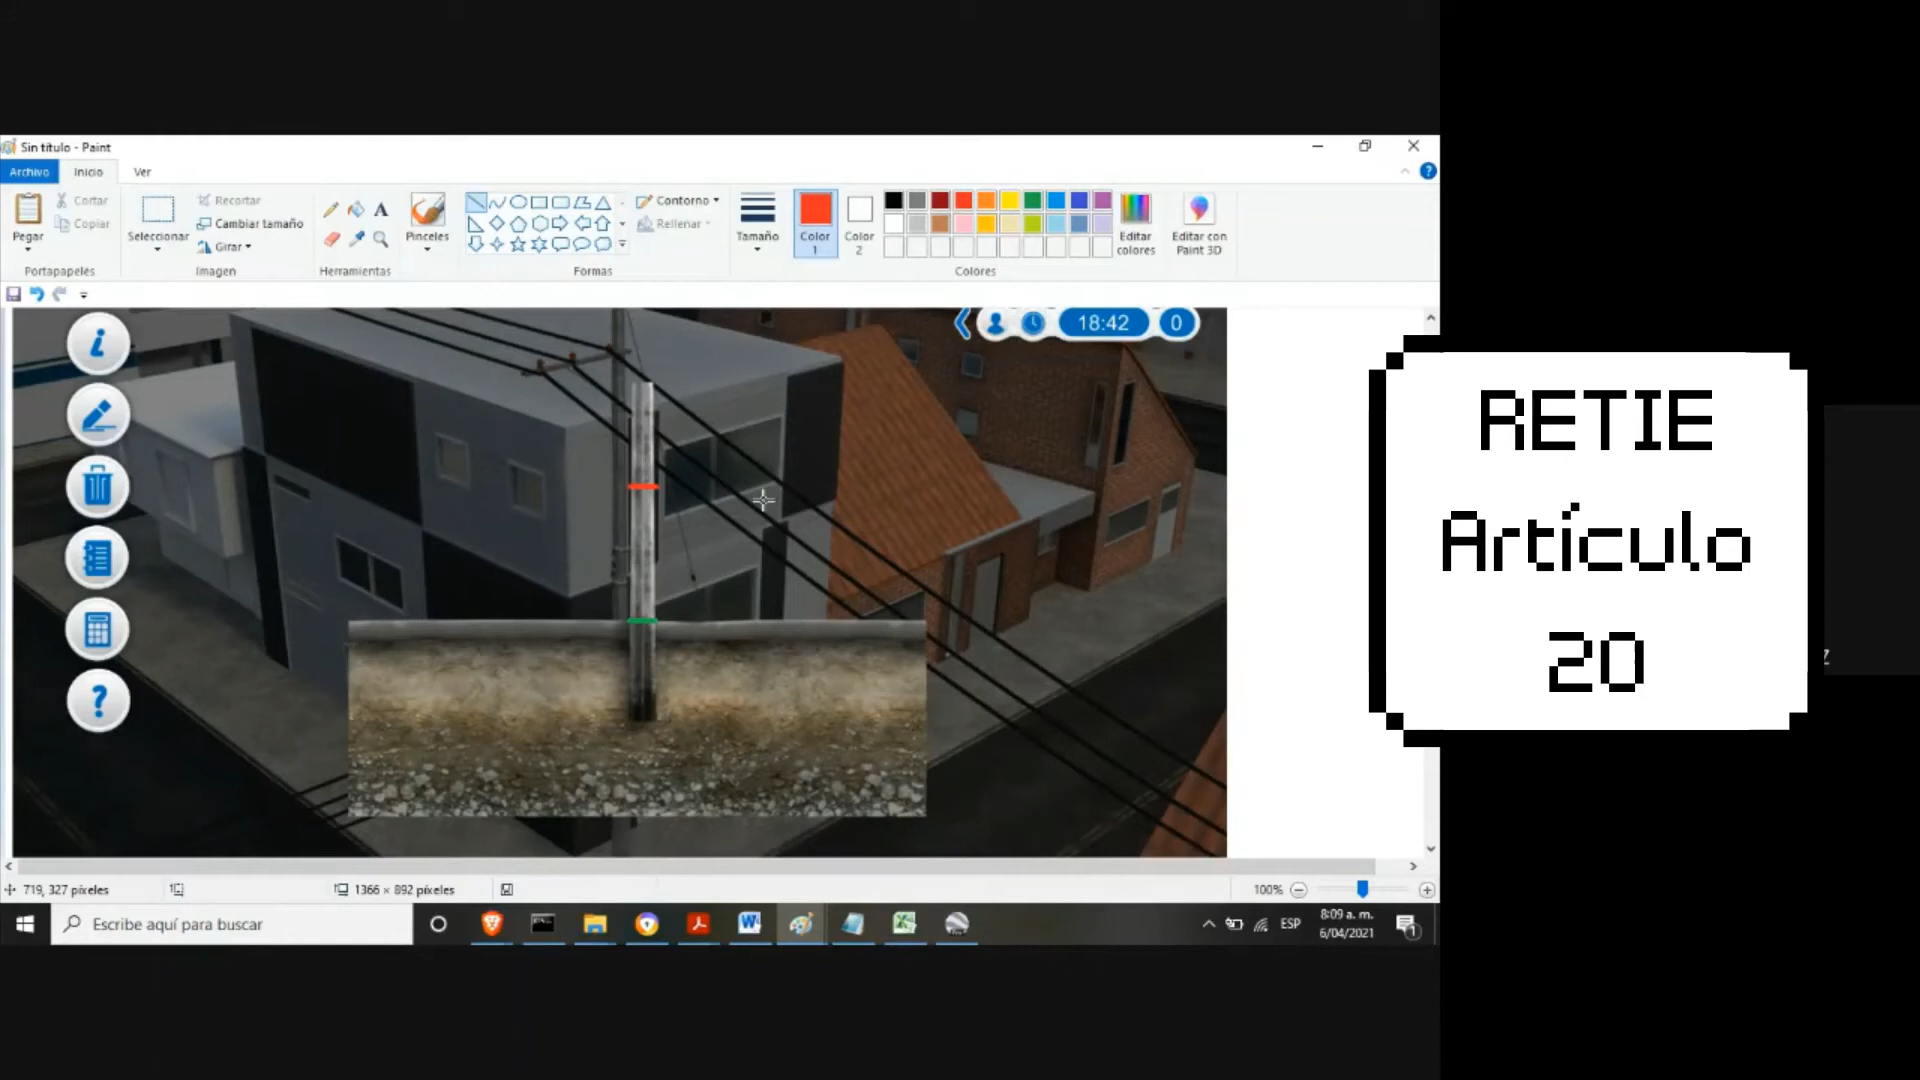 Sin título - Paint
Archivo Inicio Ver
Pegar
Cortar
Copiar
Portapapeles
Seleccionar
Recortar
Cambiar tamaño
Girar
Imagen
A
Herramientas
Pinceles
Contorno
Rellenar
Formas
Tamaño
Color
1
Color
2
Editar
colores
Editar con
Paint 3D
Colores
18:42 0
i
?
RETIE
Artículo
20
719, 327 píxeles
1366 × 892 píxeles
100%
Escribe aquí para buscar
ESP
8:09 a. m.
6/04/2021
1